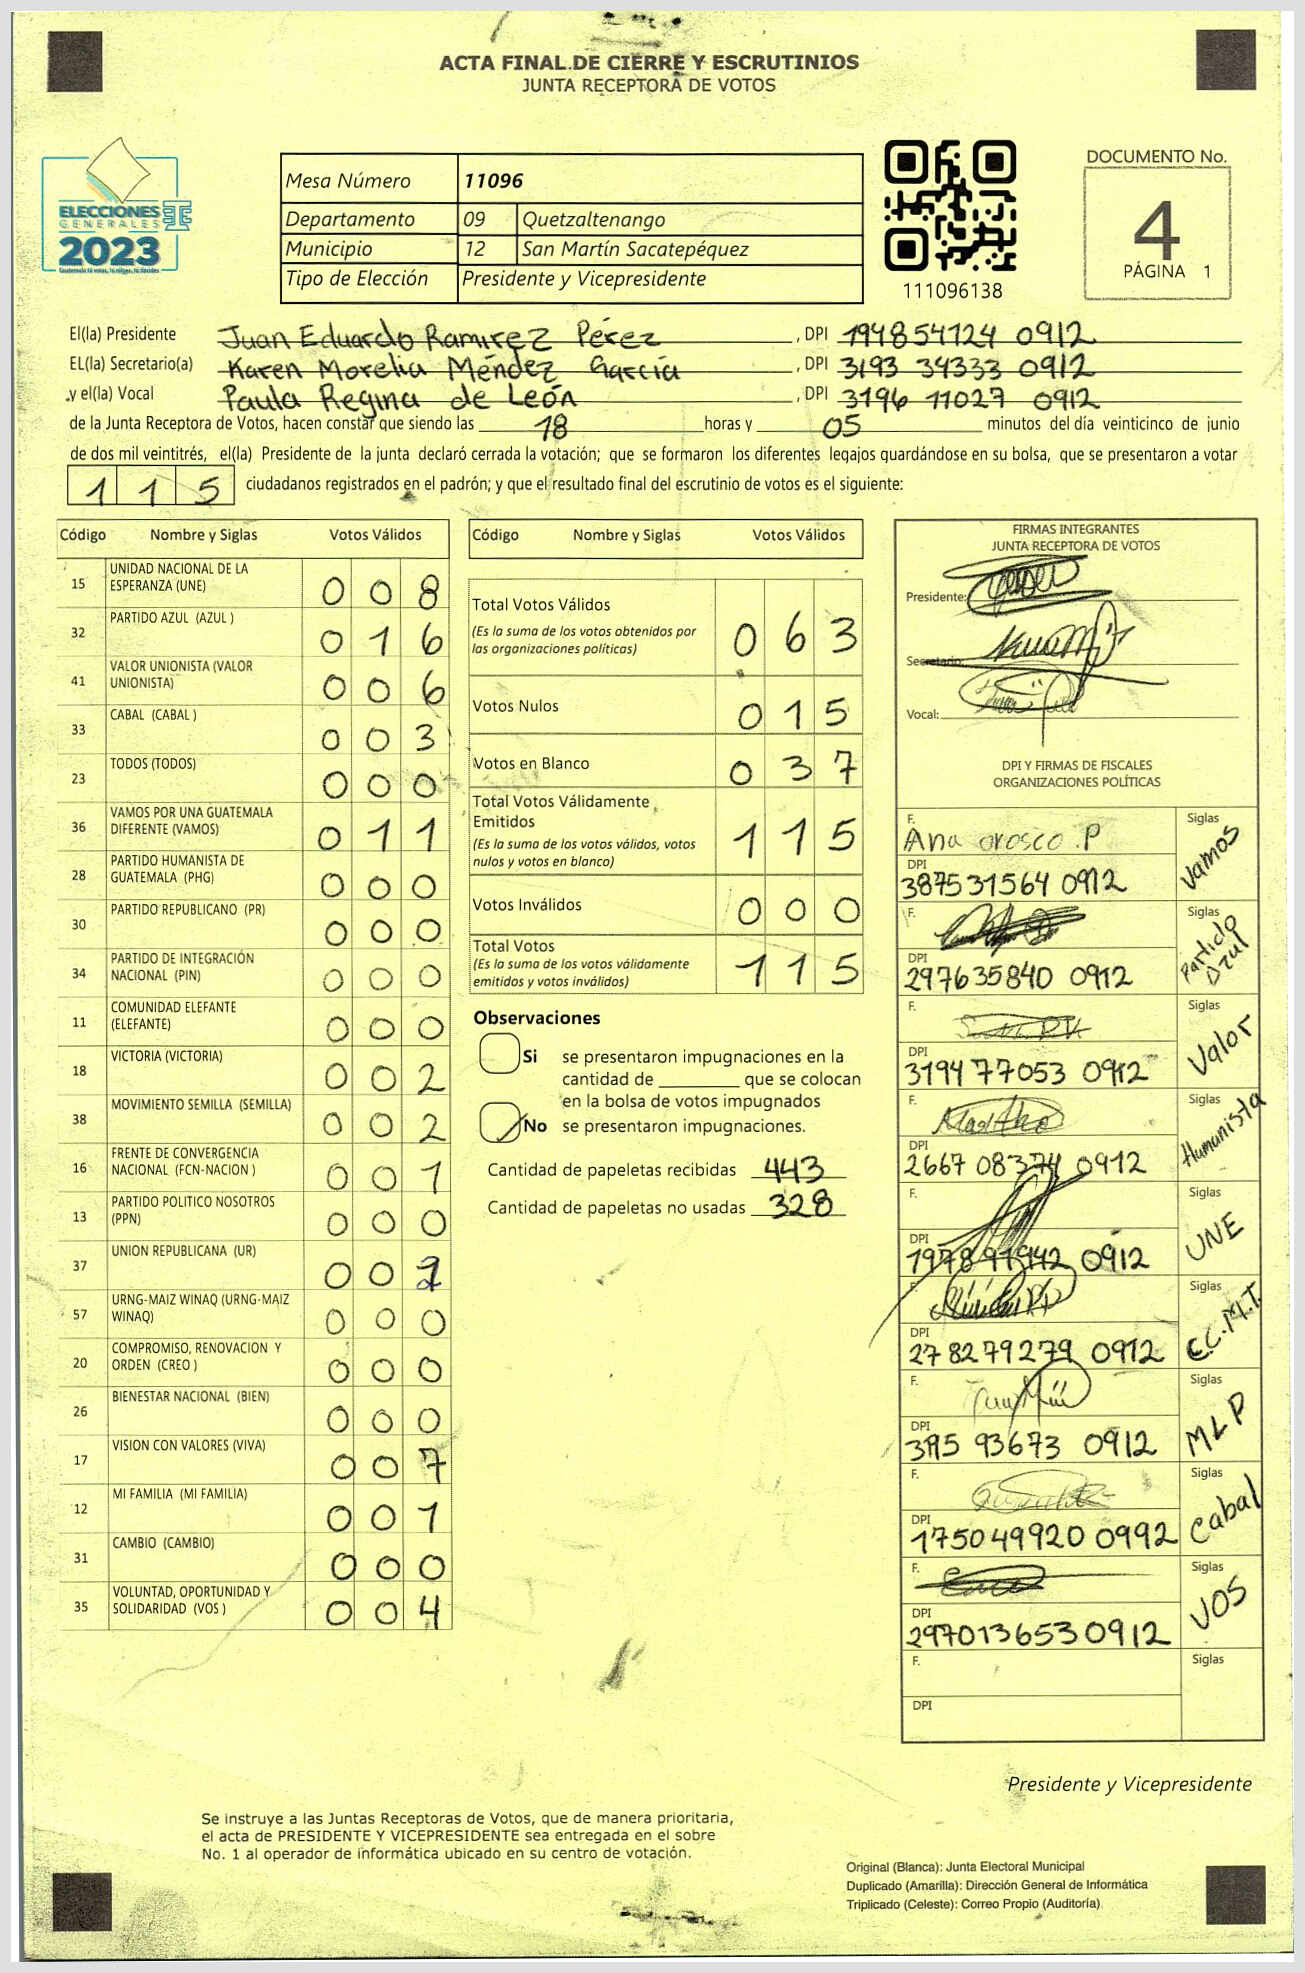 ACTA FINAL DE CIERRE Y ESCRUTINIOS
JUNTA RECEPTORA DE VOTOS
ELECCIONES
GENERALES
2023
Mesa Número 11096
Departamento 09 Quetzaltenango
Municipio 12 San Martín Sacatepéquez
Tipo de Elección Presidente y Vicepresidente
111096138
DOCUMENTO No.
4
PÁGINA 1
El(la) Presidente Juan Eduardo Ramirez Pérez, DPI 194854724 0912
EL(la) Secretario(a) Karen Morelia Méndez García, DPI 3193 34333 0912
y el(la) Vocal Paula Regina de León, DPI 3196 11027 0912
de la Junta Receptora de Votos, hacen constar que siendo las 18 horas y 05 minutos del día veinticinco de junio
de dos mil veintitrés, el(la) Presidente de la junta declaró cerrada la votación; que se formaron los diferentes legajos guardándose en su bolsa, que se presentaron a votar
115 ciudadanos registrados en el padrón; y que el resultado final del escrutinio de votos es el siguiente:
Código Nombre y Siglas Votos Válidos
15 UNIDAD NACIONAL DE LA ESPERANZA (UNE) 0 0 8
32 PARTIDO AZUL (AZUL ) 0 1 6
41 VALOR UNIONISTA (VALOR UNIONISTA) 0 0 6
33 CABAL (CABAL ) 0 0 3
23 TODOS (TODOS) 0 0 0
36 VAMOS POR UNA GUATEMALA DIFERENTE (VAMOS) 0 1 1
28 PARTIDO HUMANISTA DE GUATEMALA (PHG) 0 0 0
30 PARTIDO REPUBLICANO (PR) 0 0 0
34 PARTIDO DE INTEGRACIÓN NACIONAL (PIN) 0 0 0
11 COMUNIDAD ELEFANTE (ELEFANTE) 0 0 0
18 VICTORIA (VICTORIA) 0 0 2
38 MOVIMIENTO SEMILLA (SEMILLA) 0 0 2
16 FRENTE DE CONVERGENCIA NACIONAL (FCN-NACION ) 0 0 1
13 PARTIDO POLITICO NOSOTROS (PPN) 0 0 0
37 UNION REPUBLICANA (UR) 0 0
57 URNG-MAIZ WINAQ (URNG-MAIZ WINAQ) 0 0 0
20 COMPROMISO, RENOVACION Y ORDEN (CREO ) 0 0 0
26 BIENESTAR NACIONAL (BIEN) 0 0 0
17 VISION CON VALORES (VIVA) 0 0 7
12 MI FAMILIA (MI FAMILIA) 0 0 1
31 CAMBIO (CAMBIO) 0 0 0
35 VOLUNTAD, OPORTUNIDAD Y SOLIDARIDAD (VOS ) 0 0 4
Código Nombre y Siglas Votos Válidos
Total Votos Válidos 0 6 3
(Es la suma de los votos obtenidos por
las organizaciones políticas)
Votos Nulos 0 1 5
Votos en Blanco 0 3 7
Total Votos Válidamente
Emitidos 1 1 5
(Es la suma de los votos válidos, votos
nulos y votos en blanco)
Votos Inválidos 0 0 0
Total Votos 1 1 5
(Es la suma de los votos válidamente
emitidos y votos inválidos)
Observaciones
Si se presentaron impugnaciones en la
cantidad de ________ que se colocan
en la bolsa de votos impugnados
No se presentaron impugnaciones.
Cantidad de papeletas recibidas 443
Cantidad de papeletas no usadas 328
FIRMAS INTEGRANTES
JUNTA RECEPTORA DE VOTOS
Presidente:
Secretario:
Vocal:
DPI Y FIRMAS DE FISCALES
ORGANIZACIONES POLÍTICAS
F. Ana orosco .P Siglas Vamos
DPI 387531564 0912
F. Siglas Partido Azul
DPI 297635840 0912
F. Siglas Valor
DPI 3194 77053 0912
F. Siglas Humanista
DPI 2667 08374 0912
F. Siglas UNE
DPI 0912
F. Siglas
DPI 278279279 0912
F. Siglas MLP
DPI 93673 0912
F. Siglas Cabal
DPI 175049920 0992
F. Siglas VOS
DPI 297013653 0912
F. Siglas
DPI
Presidente y Vicepresidente
Se instruye a las Juntas Receptoras de Votos, que de manera prioritaria,
el acta de PRESIDENTE Y VICEPRESIDENTE sea entregada en el sobre
No. 1 al operador de informática ubicado en su centro de votación.
Original (Blanca): Junta Electoral Municipal
Duplicado (Amarilla): Dirección General de Informática
Triplicado (Celeste): Correo Propio (Auditoría)